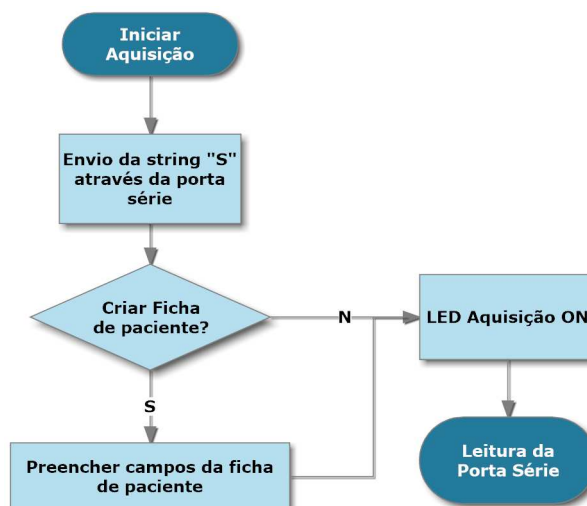 Iniciar
Aquisição
Envio da string "S"
através da porta
série
Criar Ficha
de paciente?
N
LED Aquisição ON
S
Preencher campos da ficha
de paciente
Leitura da
Porta Série